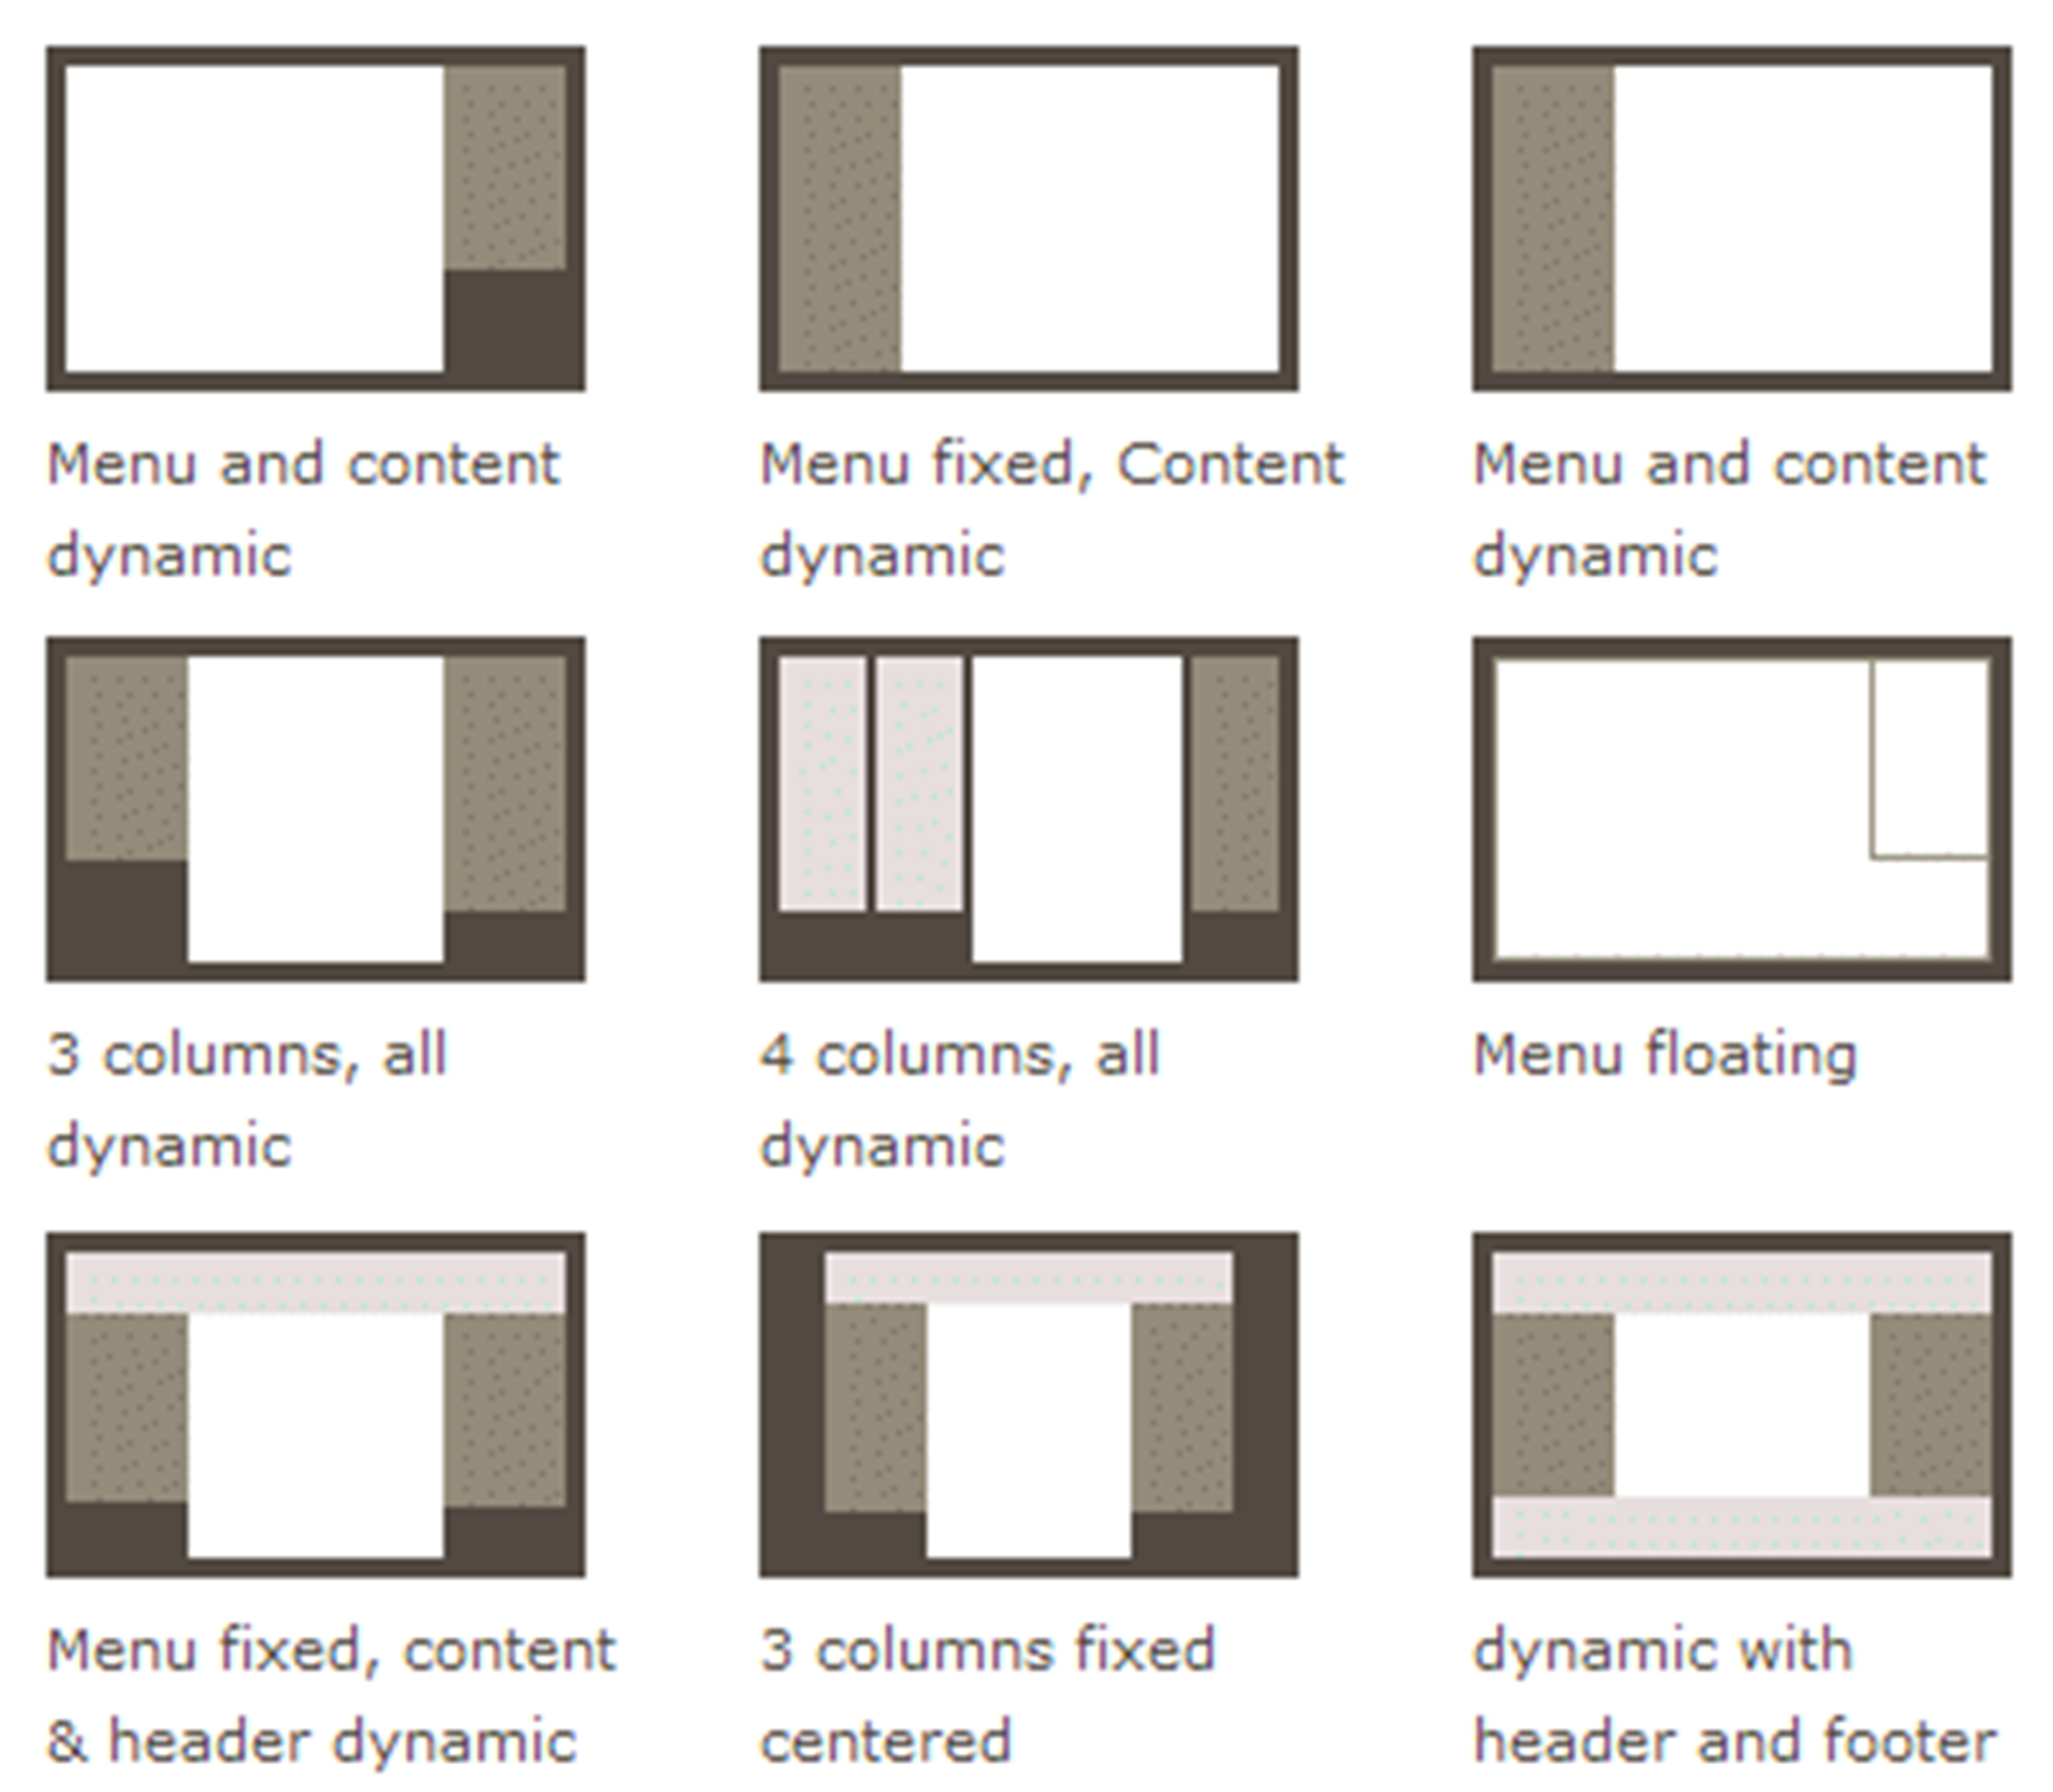 Menu and content
dynamic
Menu fixed, Content
dynamic
Menu and content
dynamic
3 columns, all
dynamic
4 columns, all
dynamic
Menu floating
Menu fixed, content
& header dynamic
3 columns fixed
centered
dynamic with
header and footer